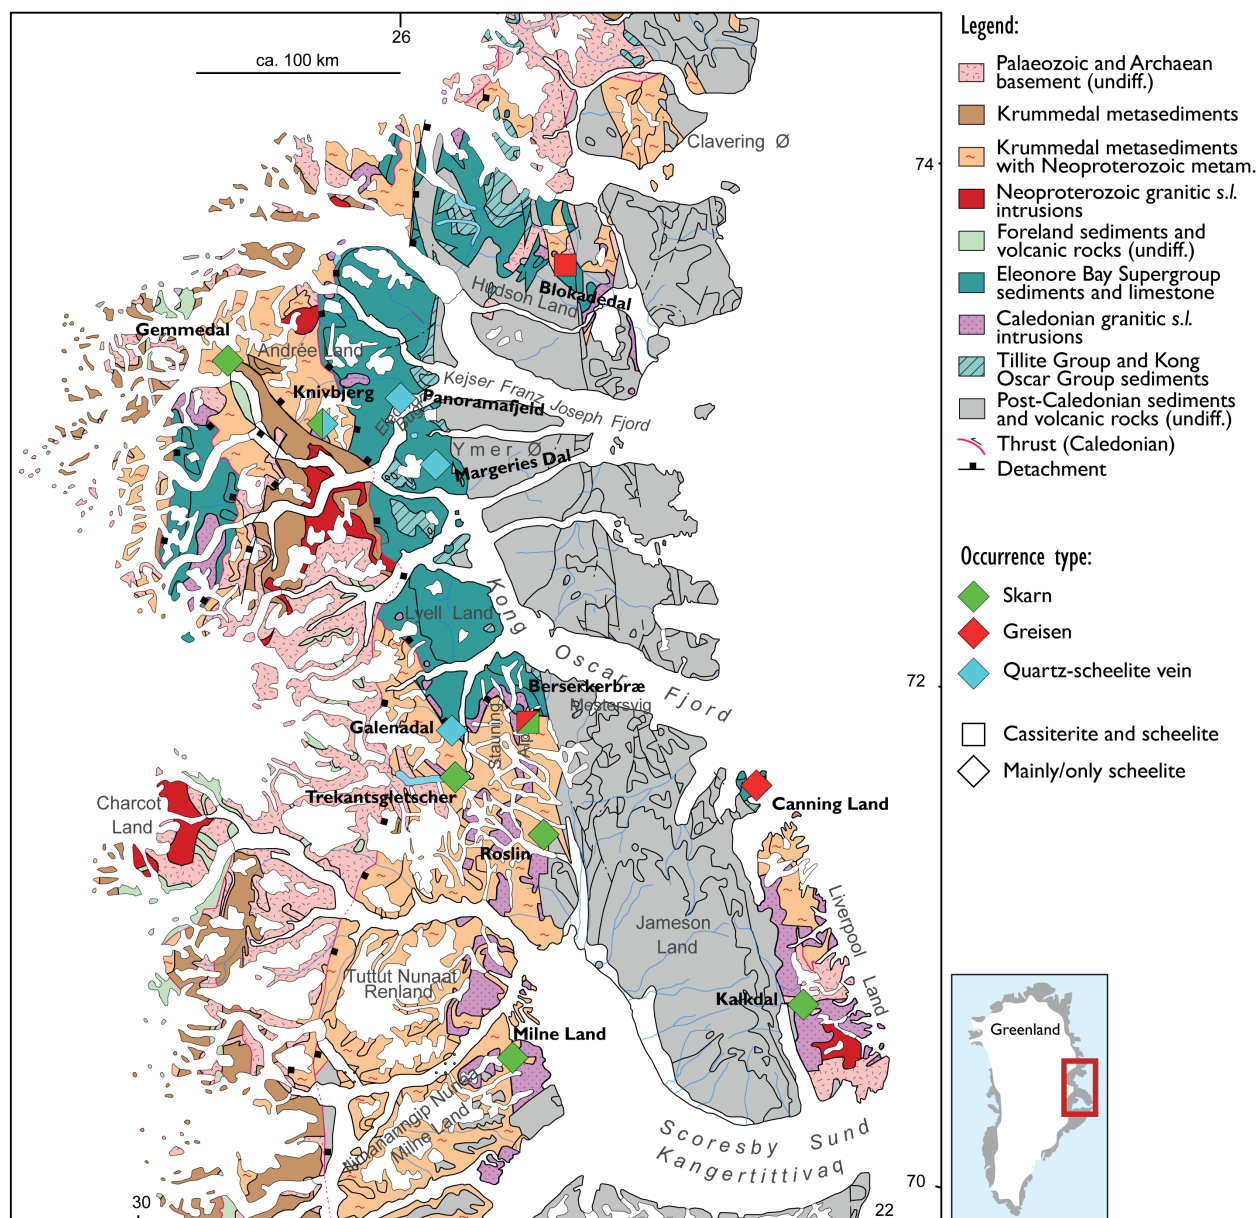 26
ca. 100 km
Clavering Ø
74
Hudson Land
Blokadedal
Gemmedal
Andrée Land
Knivbjerg
Kejser Franz Joseph Fjord
Panoramafjeld
Ymer Ø
Margeries Dal
Lyell Land
Kong Oscar Fjord
72
Berserkerbræ
Mestersvig
Stauning
Galenadal
Trekantsgletscher
Charcot
Land
Canning Land
Roslin
Jameson
Land
Liverpool Land
Tuttut Nunaat
Renland
Kalkdal
Milne Land
Milne Land
Scoresby Sund
Kangertittivaq
70
30
22
Legend:
Palaeozoic and Archaean
basement (undiff.)
Krummedal metasediments
Krummedal metasediments
with Neoproterozoic metam.
Neoproterozoic granitic s.l.
intrusions
Foreland sediments and
volcanic rocks (undiff.)
Eleonore Bay Supergroup
sediments and limestone
Caledonian granitic s.l.
intrusions
Tillite Group and Kong
Oscar Group sediments
Post-Caledonian sediments
and volcanic rocks (undiff.)
Thrust (Caledonian)
Detachment
Occurrence type:
Skarn
Greisen
Quartz-scheelite vein
Cassiterite and scheelite
Mainly/only scheelite
Greenland